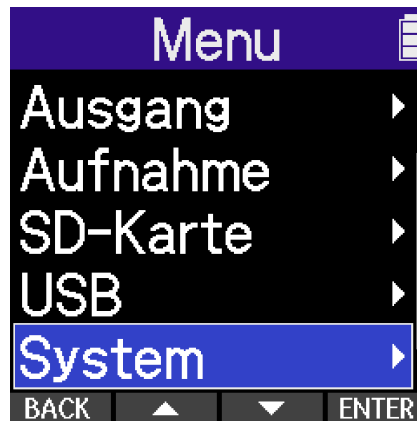 Menu
Ausgang
Aufnahme
SD-Karte
USB
System
BACK ENTER